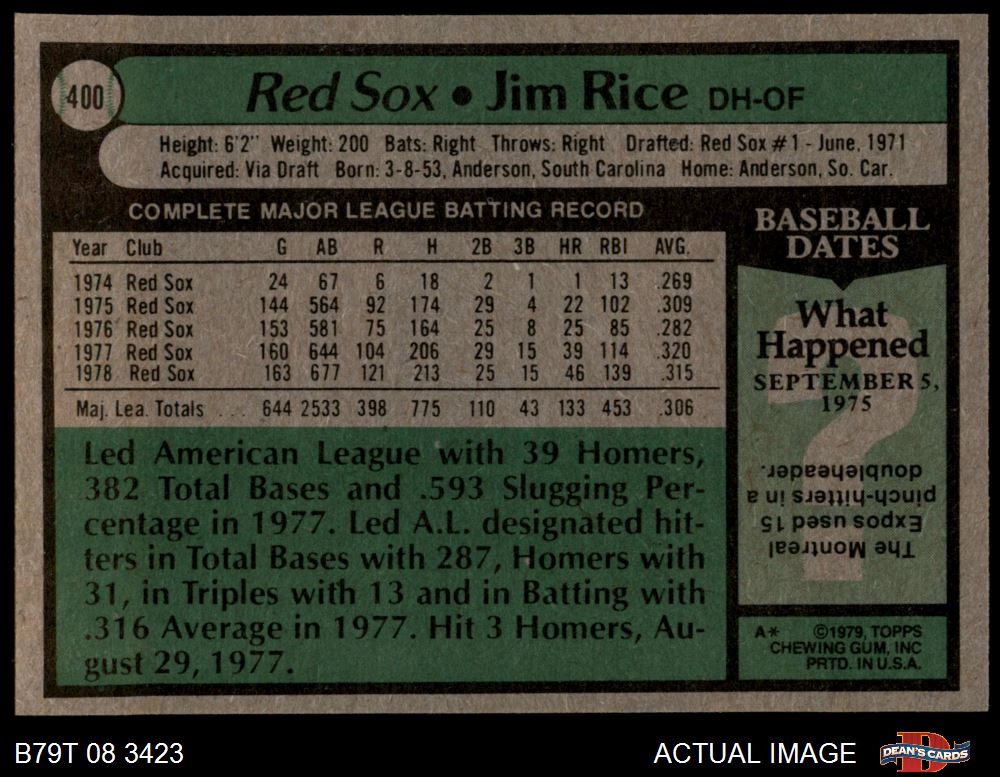 400
Red Sox • Jim Rice DH-OF
Height: 6'2" Weight: 200 Bats: Right Throws: Right Drafted: Red Sox #1 - June, 1971
Acquired: Via Draft Born: 3-8-53, Anderson, South Carolina Home: Anderson, So. Car.
COMPLETE MAJOR LEAGUE BATTING RECORD
Year Club G AB R H 2B 3B HR RBI AVG.
1974 Red Sox 24 67 6 18 2 1 1 13 .269
1975 Red Sox 144 564 92 174 29 4 22 102 .309
1976 Red Sox 153 581 75 164 25 8 25 85 .282
1977 Red Sox 160 644 104 206 29 15 39 114 .320
1978 Red Sox 163 677 121 213 25 15 46 139 .315
Maj. Lea. Totals ... 644 2533 398 775 110 43 133 453 .306
Led American League with 39 Homers,
382 Total Bases and .593 Slugging Per-
centage in 1977. Led A.L. designated hit-
ters in Total Bases with 287, Homers with
31, in Triples with 13 and in Batting with
.316 Average in 1977. Hit 3 Homers, Au-
gust 29, 1977.
BASEBALL
DATES
What
Happened
SEPTEMBER 5,
1975
?
The Montreal
Expos used 15
pinch-hitters in a
doubleheader.
A* ©1979, TOPPS
CHEWING GUM, INC
PRTD. IN U.S.A.
B79T 08 3423
ACTUAL IMAGE
D
DEAN'S CARDS